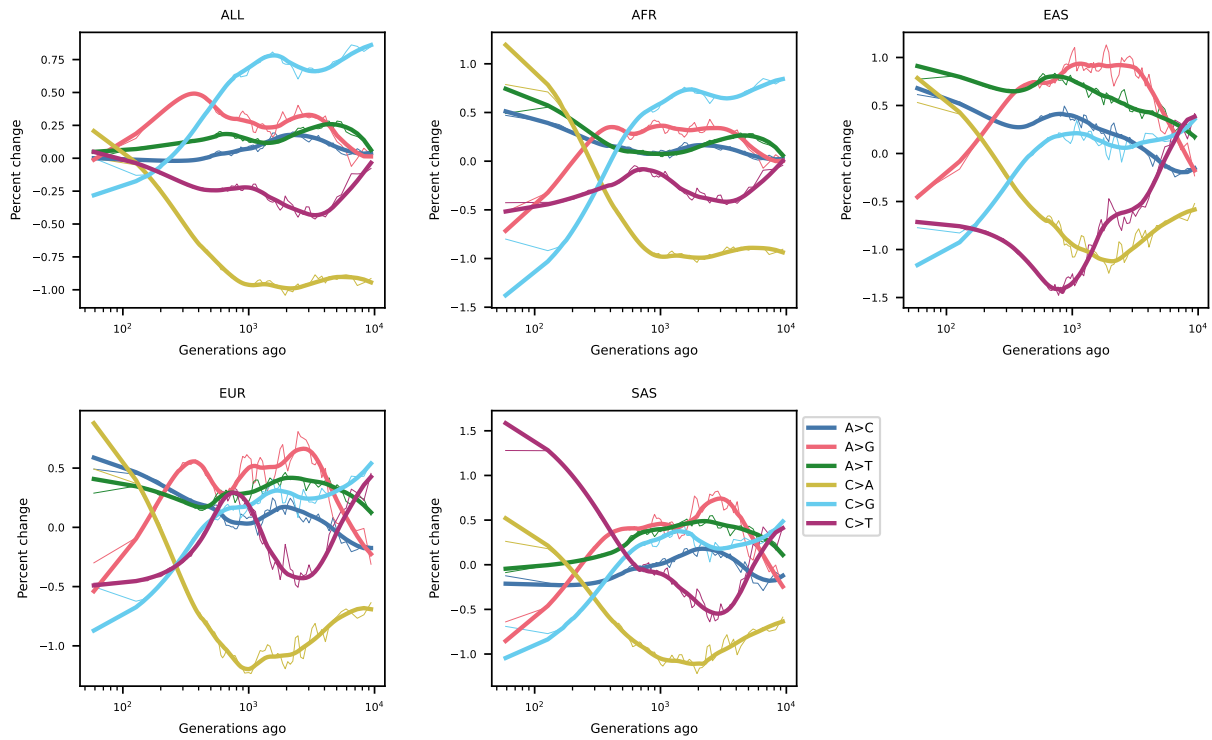 ALL
AFR
EAS
Percent change
0.75
0.50
0.25
0.00
−0.25
−0.50
−0.75
−1.00
10²
10³
10⁴
Generations ago
Percent change
1.0
0.5
0.0
−0.5
−1.0
−1.5
10²
10³
10⁴
Generations ago
Percent change
1.0
0.5
0.0
−0.5
−1.0
−1.5
10²
10³
10⁴
Generations ago
EUR
SAS
Percent change
0.5
0.0
−0.5
−1.0
10²
10³
10⁴
Generations ago
Percent change
1.5
1.0
0.5
0.0
−0.5
−1.0
10²
10³
10⁴
Generations ago
A>C
A>G
A>T
C>A
C>G
C>T